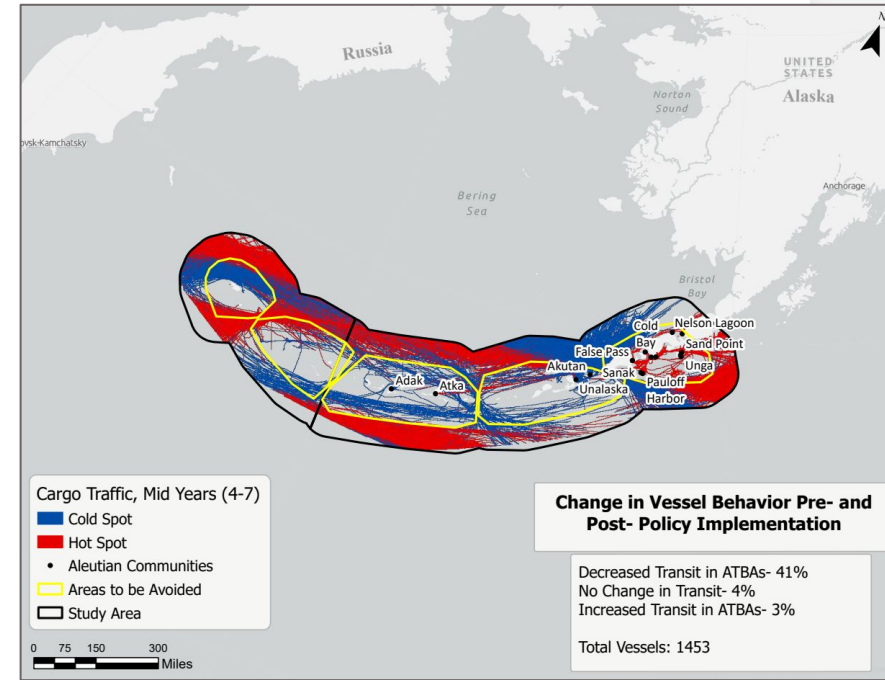 N
Russia
UNITED
STATES
Alaska
Norton
Sound
ovsk-Kamchatsky
Anchorage
Bering
Sea
Bristol
Bay
Cold
Bay
Nelson Lagoon
False Pass
Sand Point
Akutan
Sanak
Unga
Adak
Atka
Unalaska
Pauloff
Harbor
Cargo Traffic, Mid Years (4-7)
Cold Spot
Hot Spot
Aleutian Communities
Areas to be Avoided
Study Area
0 75 150 300
Miles
Change in Vessel Behavior Pre- and
Post- Policy Implementation
Decreased Transit in ATBAs- 41%
No Change in Transit- 4%
Increased Transit in ATBAs- 3%
Total Vessels: 1453